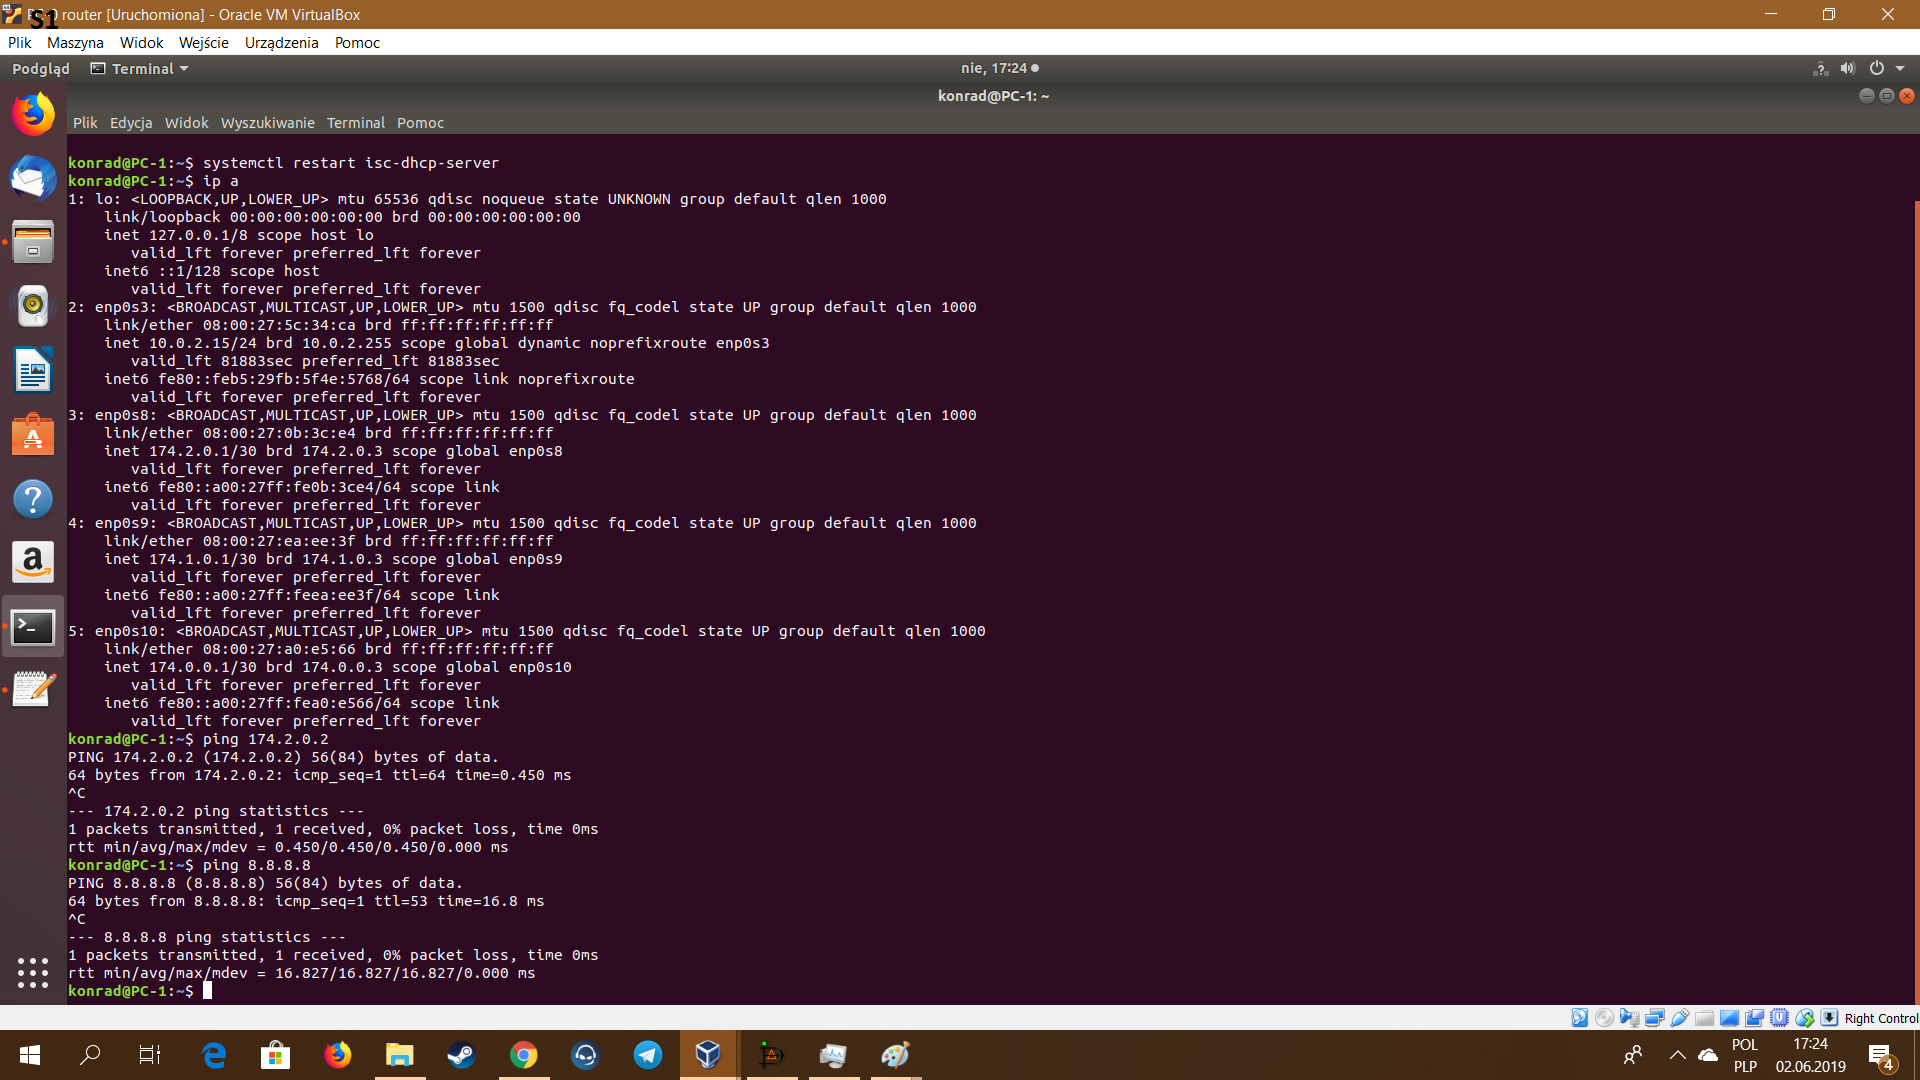 S1
router [Uruchomiona] - Oracle VM VirtualBox
Plik Maszyna Widok Wejście Urządzenia Pomoc
Podgląd Terminal nie, 17:24
konrad@PC-1: ~
Plik Edycja Widok Wyszukiwanie Terminal Pomoc
konrad@PC-1:~$ systemctl restart isc-dhcp-server
konrad@PC-1:~$ ip a
1: lo: <LOOPBACK,UP,LOWER_UP> mtu 65536 qdisc noqueue state UNKNOWN group default qlen 1000
    link/loopback 00:00:00:00:00:00 brd 00:00:00:00:00:00
    inet 127.0.0.1/8 scope host lo
       valid_lft forever preferred_lft forever
    inet6 ::1/128 scope host
       valid_lft forever preferred_lft forever
2: enp0s3: <BROADCAST,MULTICAST,UP,LOWER_UP> mtu 1500 qdisc fq_codel state UP group default qlen 1000
    link/ether 08:00:27:5c:34:ca brd ff:ff:ff:ff:ff:ff
    inet 10.0.2.15/24 brd 10.0.2.255 scope global dynamic noprefixroute enp0s3
       valid_lft 81883sec preferred_lft 81883sec
    inet6 fe80::feb5:29fb:5f4e:5768/64 scope link noprefixroute
       valid_lft forever preferred_lft forever
3: enp0s8: <BROADCAST,MULTICAST,UP,LOWER_UP> mtu 1500 qdisc fq_codel state UP group default qlen 1000
    link/ether 08:00:27:0b:3c:e4 brd ff:ff:ff:ff:ff:ff
    inet 174.2.0.1/30 brd 174.2.0.3 scope global enp0s8
       valid_lft forever preferred_lft forever
    inet6 fe80::a00:27ff:fe0b:3ce4/64 scope link
       valid_lft forever preferred_lft forever
4: enp0s9: <BROADCAST,MULTICAST,UP,LOWER_UP> mtu 1500 qdisc fq_codel state UP group default qlen 1000
    link/ether 08:00:27:ea:ee:3f brd ff:ff:ff:ff:ff:ff
    inet 174.1.0.1/30 brd 174.1.0.3 scope global enp0s9
       valid_lft forever preferred_lft forever
    inet6 fe80::a00:27ff:feea:ee3f/64 scope link
       valid_lft forever preferred_lft forever
5: enp0s10: <BROADCAST,MULTICAST,UP,LOWER_UP> mtu 1500 qdisc fq_codel state UP group default qlen 1000
    link/ether 08:00:27:a0:e5:66 brd ff:ff:ff:ff:ff:ff
    inet 174.0.0.1/30 brd 174.0.0.3 scope global enp0s10
       valid_lft forever preferred_lft forever
    inet6 fe80::a00:27ff:fea0:e566/64 scope link
       valid_lft forever preferred_lft forever
konrad@PC-1:~$ ping 174.2.0.2
PING 174.2.0.2 (174.2.0.2) 56(84) bytes of data.
64 bytes from 174.2.0.2: icmp_seq=1 ttl=64 time=0.450 ms
^C
--- 174.2.0.2 ping statistics ---
1 packets transmitted, 1 received, 0% packet loss, time 0ms
rtt min/avg/max/mdev = 0.450/0.450/0.450/0.000 ms
konrad@PC-1:~$ ping 8.8.8.8
PING 8.8.8.8 (8.8.8.8) 56(84) bytes of data.
64 bytes from 8.8.8.8: icmp_seq=1 ttl=53 time=16.8 ms
^C
--- 8.8.8.8 ping statistics ---
1 packets transmitted, 1 received, 0% packet loss, time 0ms
rtt min/avg/max/mdev = 16.827/16.827/16.827/0.000 ms
konrad@PC-1:~$
Right Control
POL 17:24
PLP 02.06.2019 4